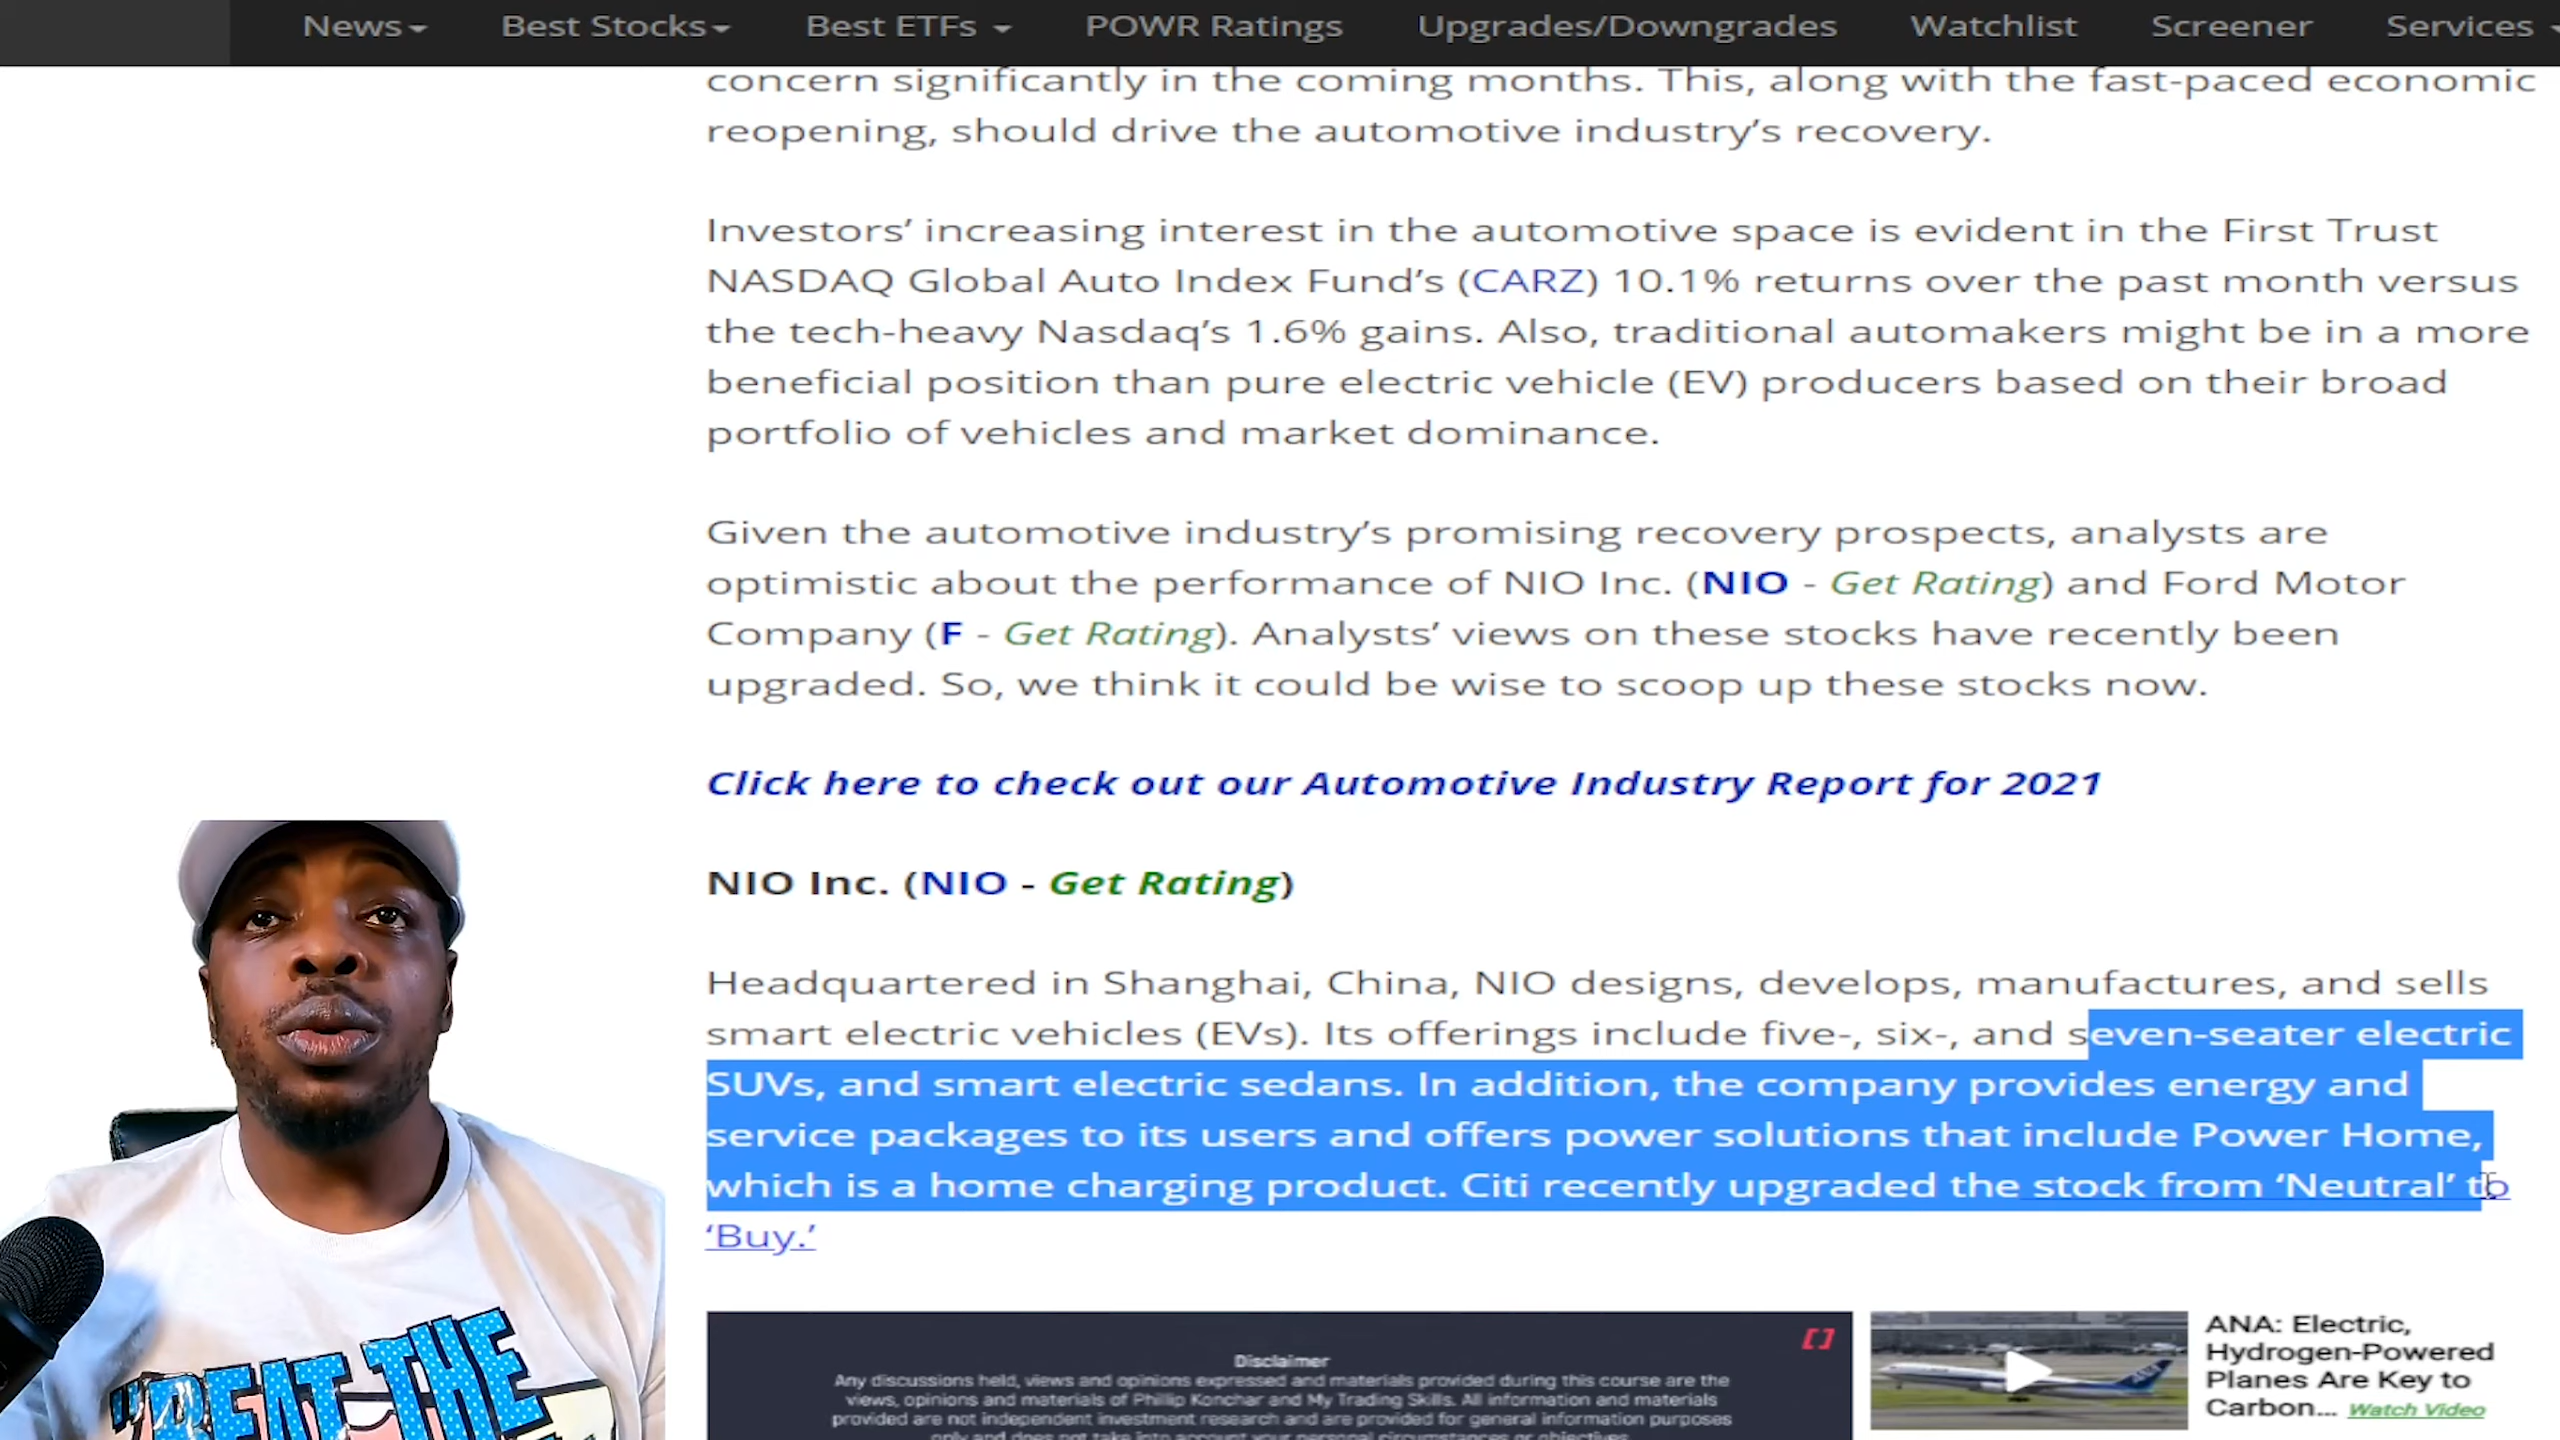 News
Best Stocks
Best ETFs
POWR Ratings
Upgrades/Downgrades
Watchlist
Screener
Services
concern significantly in the coming months. This, along with the fast-paced economic
reopening, should drive the automotive industry’s recovery.
Investors’ increasing interest in the automotive space is evident in the First Trust
NASDAQ Global Auto Index Fund’s (CARZ) 10.1% returns over the past month versus
the tech-heavy Nasdaq’s 1.6% gains. Also, traditional automakers might be in a more
beneficial position than pure electric vehicle (EV) producers based on their broad
portfolio of vehicles and market dominance.
Given the automotive industry’s promising recovery prospects, analysts are
optimistic about the performance of NIO Inc. (NIO - Get Rating) and Ford Motor
Company (F - Get Rating). Analysts’ views on these stocks have recently been
upgraded. So, we think it could be wise to scoop up these stocks now.
Click here to check out our Automotive Industry Report for 2021
NIO Inc. (NIO - Get Rating)
Headquartered in Shanghai, China, NIO designs, develops, manufactures, and sells
smart electric vehicles (EVs). Its offerings include five-, six-, and seven-seater electric
SUVs, and smart electric sedans. In addition, the company provides energy and
service packages to its users and offers power solutions that include Power Home,
which is a home charging product. Citi recently upgraded the stock from ‘Neutral’ to
‘Buy.’
Disclaimer
Any discussions held, views and opinions expressed and materials provided during this course are the
views, opinions and materials of Phillip Konchar and My Trading Skills. All information and materials
provided are not independent investment research and are provided for general information purposes
only and does not take into account your personal circumstances or objectives.
ANA: Electric,
Hydrogen-Powered
Planes Are Key to
Carbon... Watch Video
BEAT THE